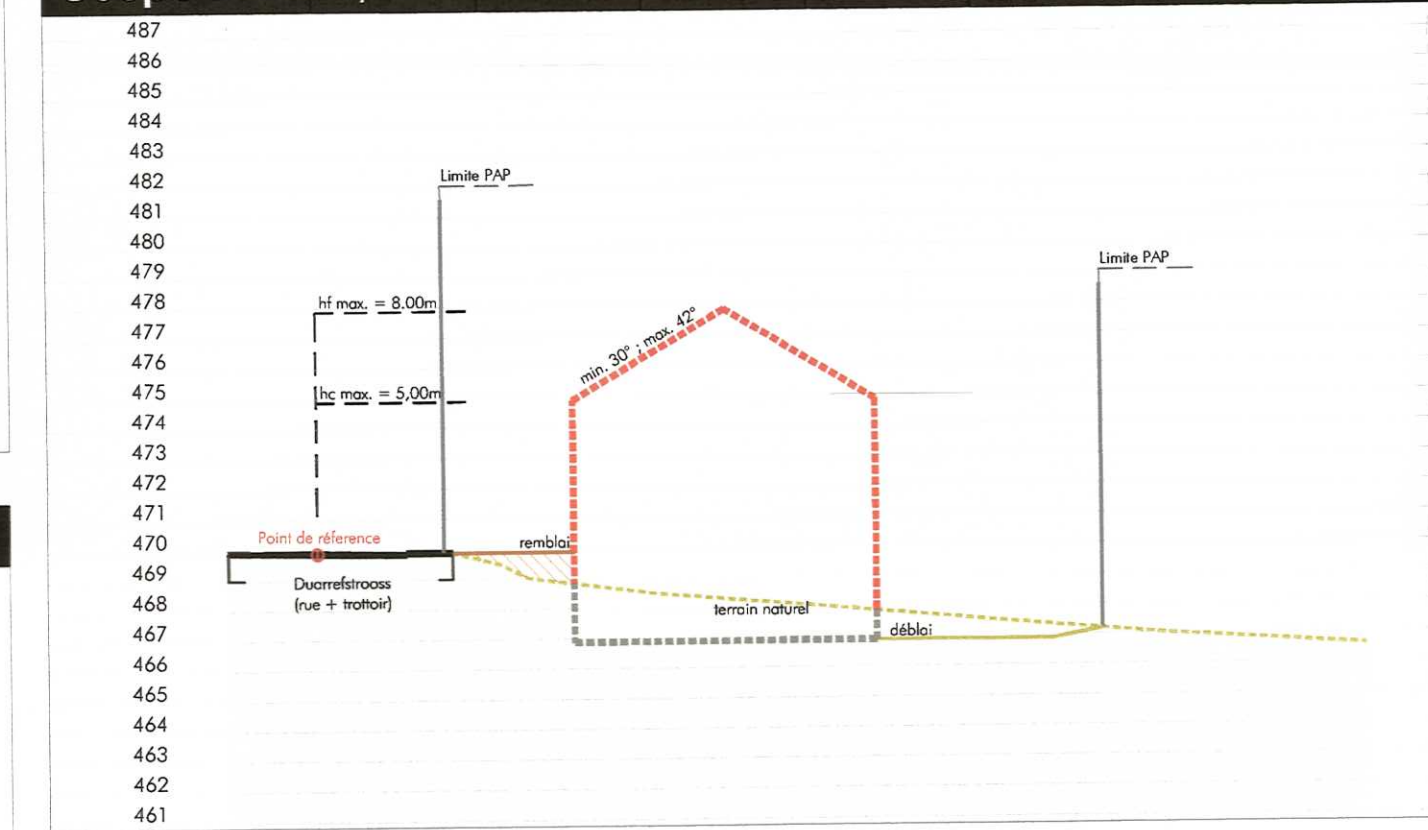 487
486
485
484
483
482
481
480
479
478
477
476
475
474
473
472
471
470
469
468
467
466
465
464
463
462
461
Limite PAP
Limite PAP
hf max. = 8.00m
min. 30° ; max. 42°
hc max. = 5,00m
Point de réference
remblai
Duarrefstrooss
(rue + trottoir)
terrain naturel
déblai